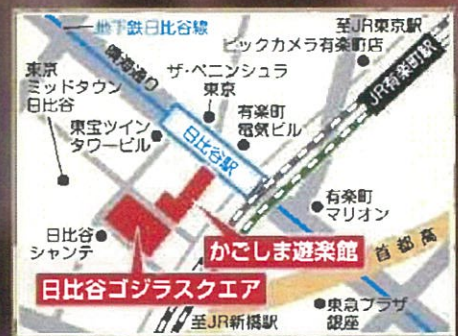 地下鉄日比谷線
至JR東京駅
ビックカメラ有楽町店
晴海通り
ザ・ペニンシュラ
東京
JR有楽町駅
東京
ミッドタウン
日比谷
有楽町
電気ビル
東宝ツイン
タワービル
日比谷駅
有楽町
マリオン
日比谷
シャンテ
かごしま遊楽館
首都高
日比谷ゴジラスクエア
東急プラザ
銀座
至JR新橋駅